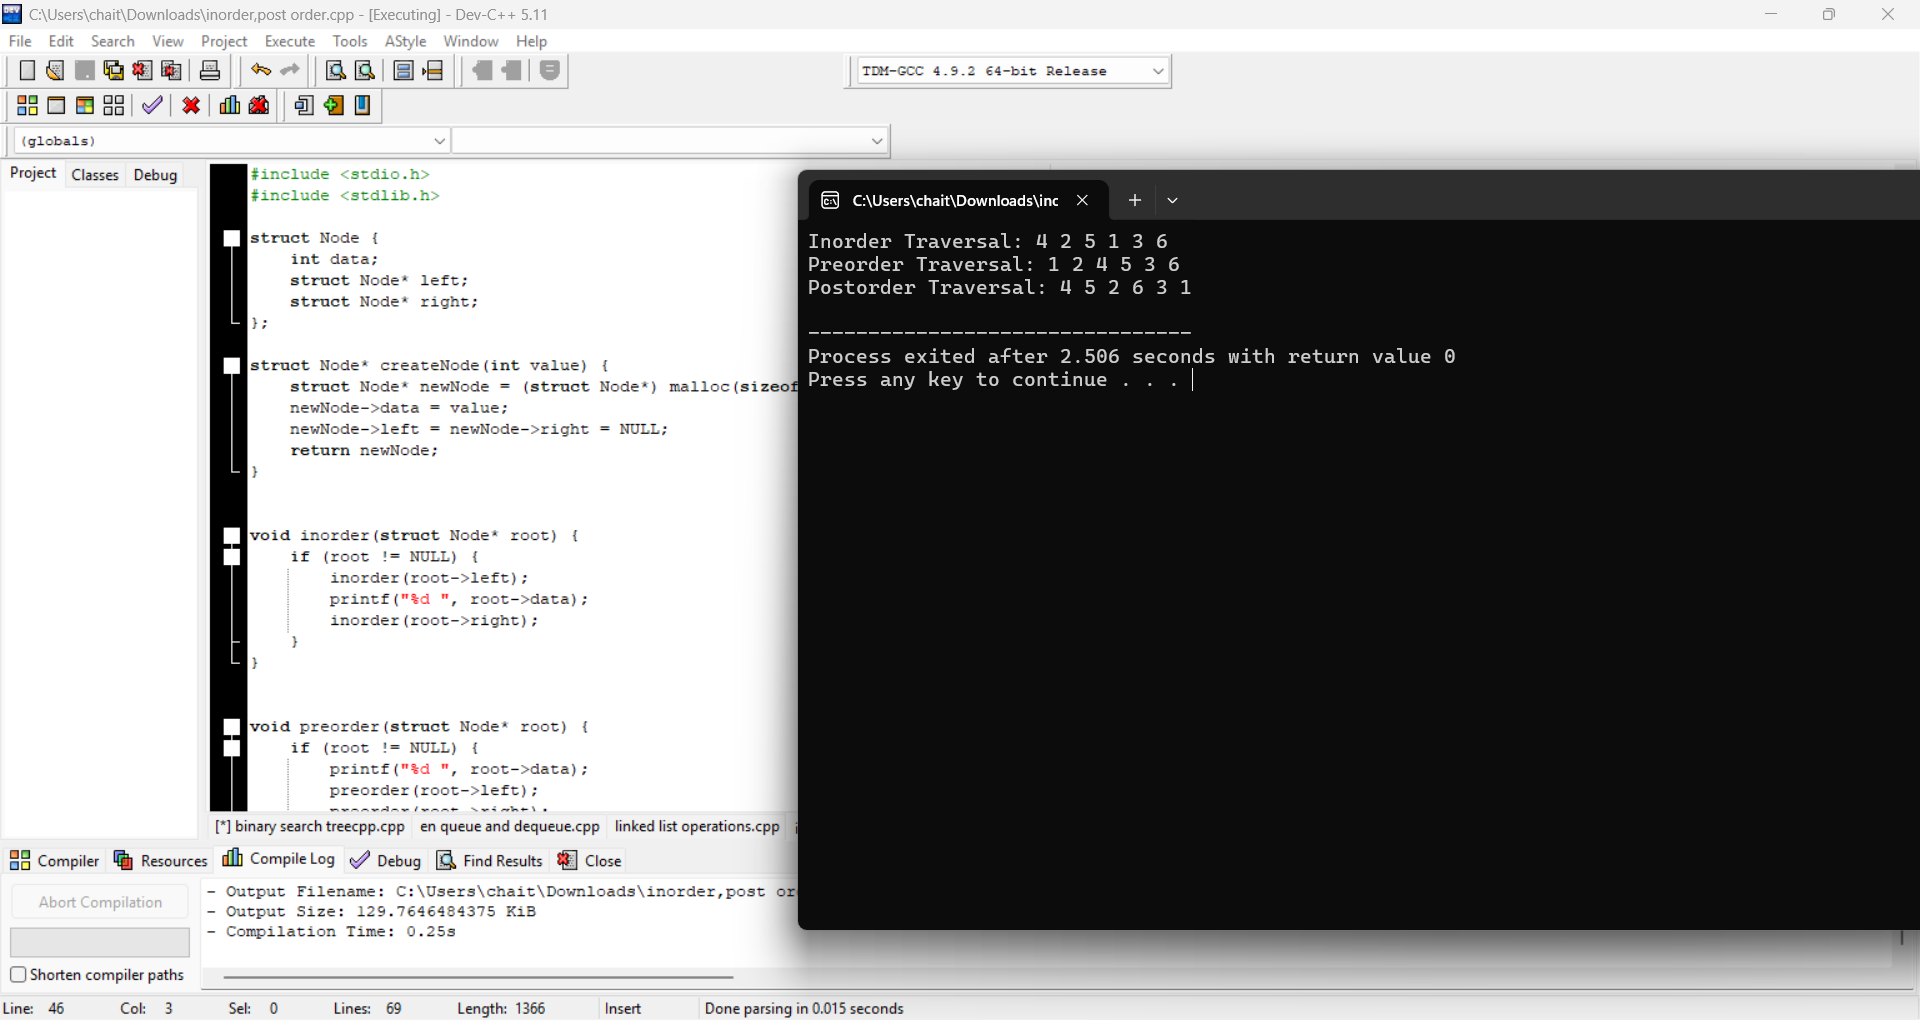 C:\Users\chait\Downloads\inorder,post order.cpp - [Executing] - Dev-C++ 5.11
File Edit Search View Project Execute Tools AStyle Window Help
TDM-GCC 4.9.2 64-bit Release
(globals)
Project Classes Debug
#include <stdio.h>
#include <stdlib.h>
struct Node {
int data;
struct Node* left;
struct Node* right;
};
struct Node* createNode(int value) {
struct Node* newNode = (struct Node*) malloc(sizeof
newNode->data = value;
newNode->left = newNode->right = NULL;
return newNode;
}
void inorder(struct Node* root) {
if (root != NULL) {
inorder(root->left);
printf("%d ", root->data);
inorder(root->right);
}
}
void preorder(struct Node* root) {
if (root != NULL) {
printf("%d ", root->data);
preorder(root->left);
preorder(root->right);
C:\Users\chait\Downloads\inc
Inorder Traversal: 4 2 5 1 3 6
Preorder Traversal: 1 2 4 5 3 6
Postorder Traversal: 4 5 2 6 3 1
--------------------------------
Process exited after 2.506 seconds with return value 0
Press any key to continue . . .
[*] binary search treecpp.cpp en queue and dequeue.cpp linked list operations.cpp
Compiler Resources Compile Log Debug Find Results Close
Abort Compilation
Shorten compiler paths
- Output Filename: C:\Users\chait\Downloads\inorder,post or
- Output Size: 129.7646484375 KiB
- Compilation Time: 0.25s
Line: 46 Col: 3 Sel: 0 Lines: 69 Length: 1366 Insert Done parsing in 0.015 seconds